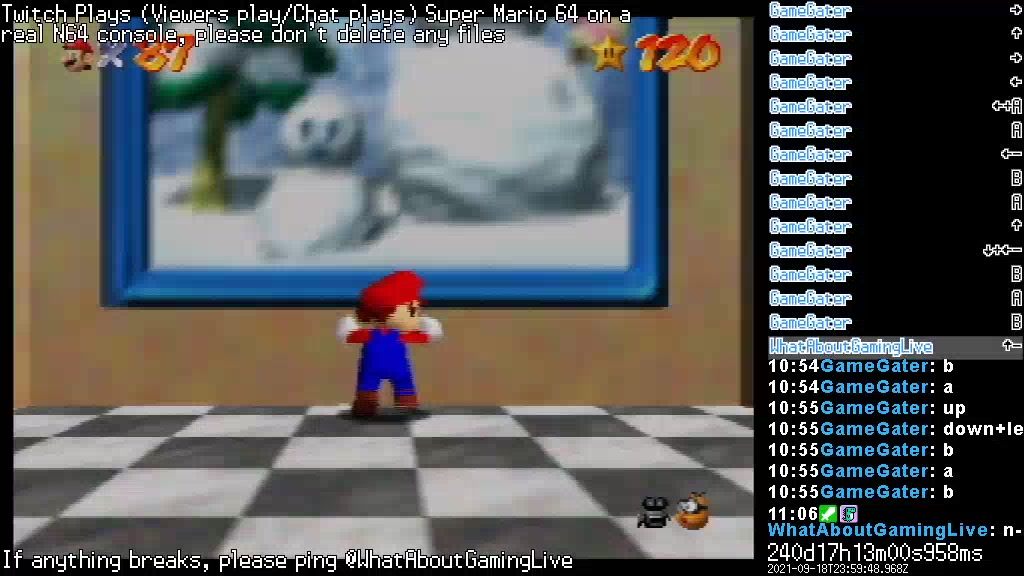 Twitch Plays (Viewers play/Chat plays) Super Mario 64 on a
real N64 console, please don't delete any files
87
120
If anything breaks, please ping @WhatAboutGamingLive
GameGater →
GameGater ↑
GameGater →
GameGater ←
GameGater ←+A
GameGater A
GameGater ←-
GameGater B
GameGater A
GameGater ↑
GameGater ↓+←-
GameGater B
GameGater A
GameGater B
WhatAboutGamingLive ↑-
10:54GameGater: b
10:54GameGater: a
10:55GameGater: up
10:55GameGater: down+le
10:55GameGater: b
10:55GameGater: a
10:55GameGater: b
11:06
WhatAboutGamingLive: n-
240d17h13m00s958ms
2021-09-18T23:59:48.968Z